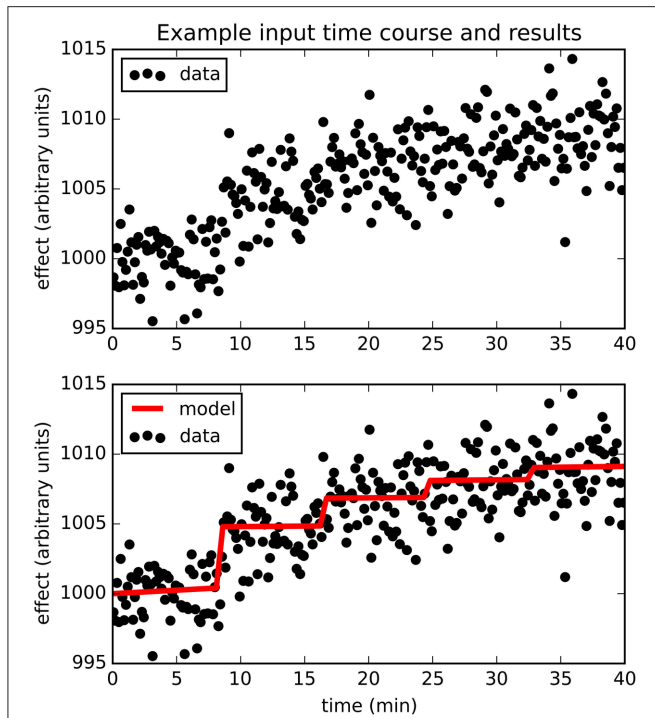 Example input time course and results
1015
1010
1005
1000
995
effect (arbitrary units)
data
0 5 10 15 20 25 30 35 40
1015
1010
1005
1000
995
effect (arbitrary units)
model
data
0 5 10 15 20 25 30 35 40
time (min)